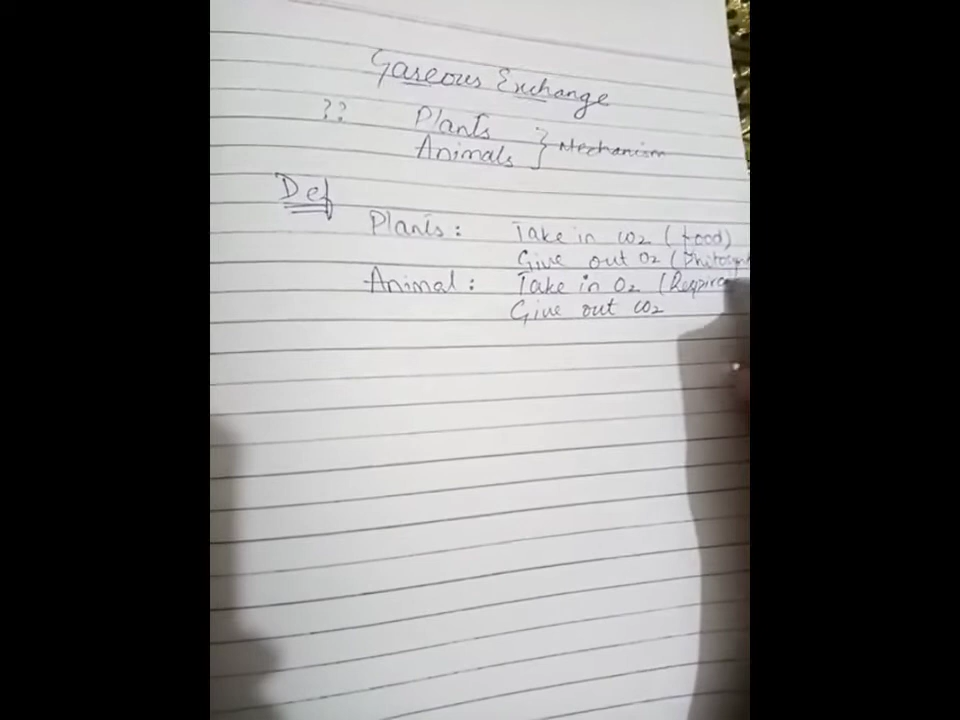 Gaseous Exchange
?? Plants
Animals } Mechanism
Def
Plants: Take in CO2 (food)
Give out O2
Animal: Take in O2
Give out CO2